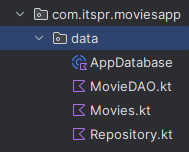 com.itspr.moviesapp
data
AppDatabase
MovieDAO.kt
Movies.kt
Repository.kt